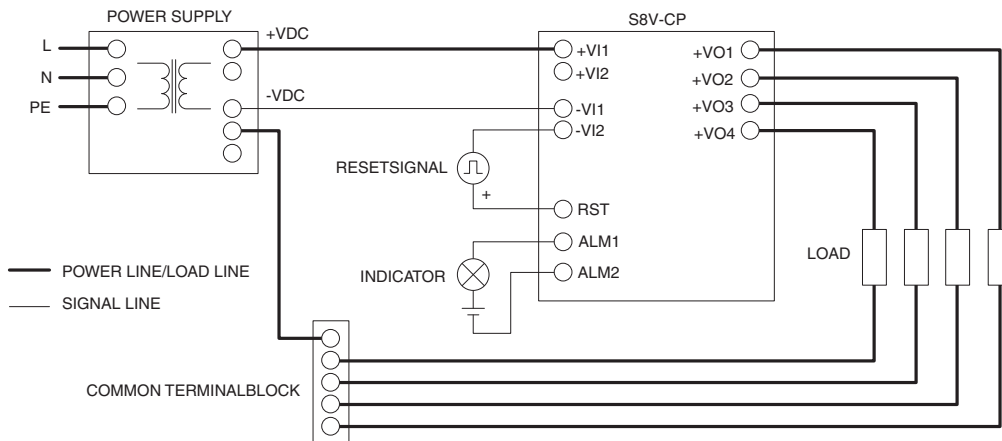 POWER SUPPLY
S8V-CP
L
N
PE
+VDC
-VDC
+VI1
+VI2
-VI1
-VI2
RST
ALM1
ALM2
+VO1
+VO2
+VO3
+VO4
RESETSIGNAL
+
INDICATOR
LOAD
POWER LINE/LOAD LINE
SIGNAL LINE
COMMON TERMINALBLOCK